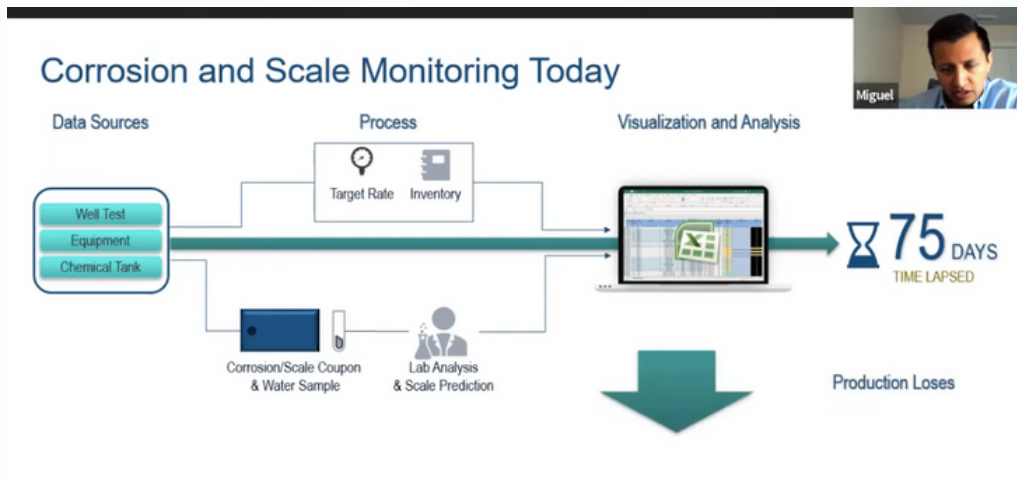 Corrosion and Scale Monitoring Today
Miguel
Data Sources
Process
Visualization and Analysis
Target Rate
Inventory
Well Test
Equipment
Chemical Tank
75 DAYS
TIME LAPSED
Corrosion/Scale Coupon
& Water Sample
Lab Analysis
& Scale Prediction
Production Loses